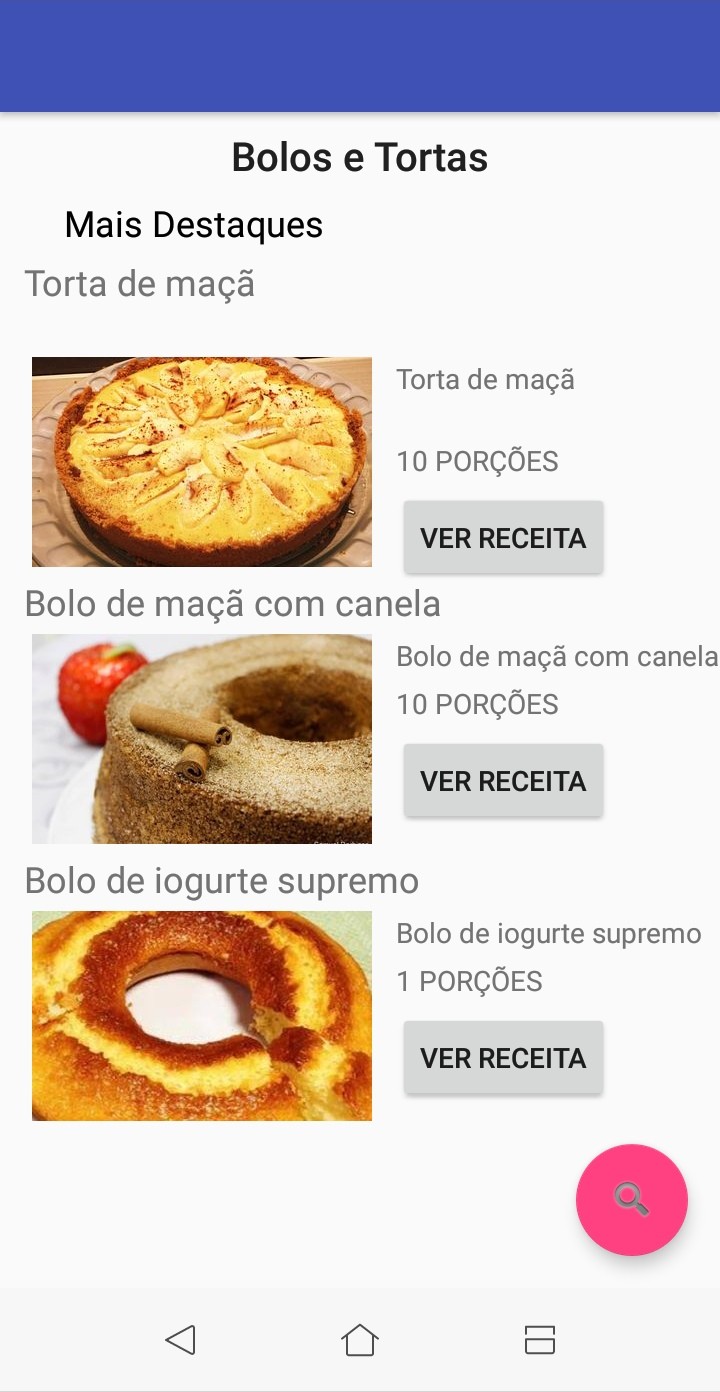 Bolos e Tortas
Mais Destaques
Torta de maçã
Torta de maçã
10 PORÇÕES
VER RECEITA
Bolo de maçã com canela
Bolo de maçã com canela
10 PORÇÕES
VER RECEITA
Bolo de iogurte supremo
Bolo de iogurte supremo
1 PORÇÕES
VER RECEITA